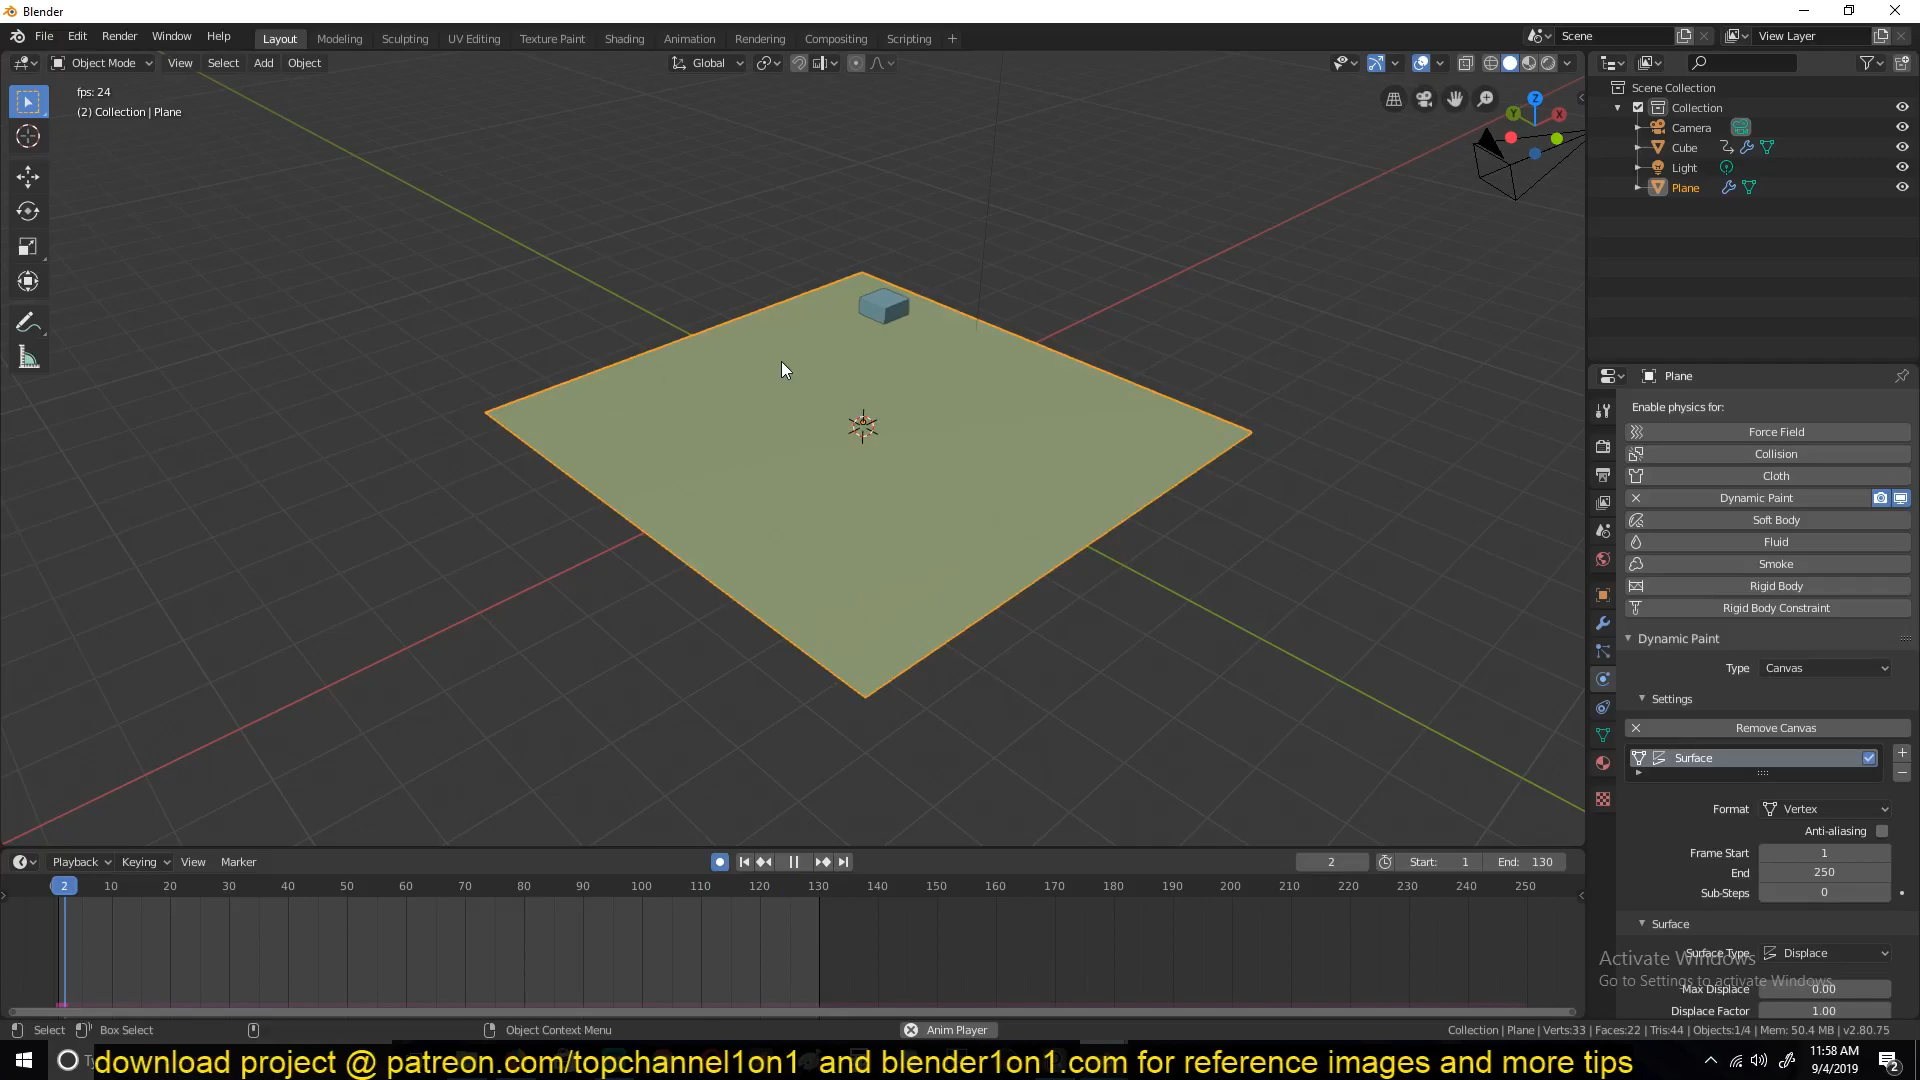 Blender
File Edit Render Window Help
Layout Modeling Sculpting UV Editing Texture Paint Shading Animation Rendering Compositing Scripting +
Scene
View Layer
Object Mode View Select Add Object
Global
fps: 24
(2) Collection | Plane
Z
Y
X
Scene Collection
Collection
Camera
Cube
Light
Plane
Plane
Enable physics for:
Force Field
Collision
Cloth
Dynamic Paint
Soft Body
Fluid
Smoke
Rigid Body
Rigid Body Constraint
Dynamic Paint
Type Canvas
Settings
Remove Canvas
Surface
Format Vertex
Anti-aliasing
Frame Start 1
End 250
Sub-Steps 0
Surface
Surface Type Displace
Max Displace 0.00
Displace Factor 1.00
Activate Windows
Go to Settings to activate Windows.
Playback Keying View Marker
2
Start: 1
End: 130
2 10 20 30 40 50 60 70 80 90 100 110 120 130 140 150 160 170 180 190 200 210 220 230 240 250
Select Box Select Object Context Menu Anim Player
Collection | Plane | Verts:33 | Faces:22 | Tris:44 | Objects:1/4 | Mem: 50.4 MB | v2.80.75
download project @ patreon.com/topchannel1on1 and blender1on1.com for reference images and more tips
11:58 AM
9/4/2019
2